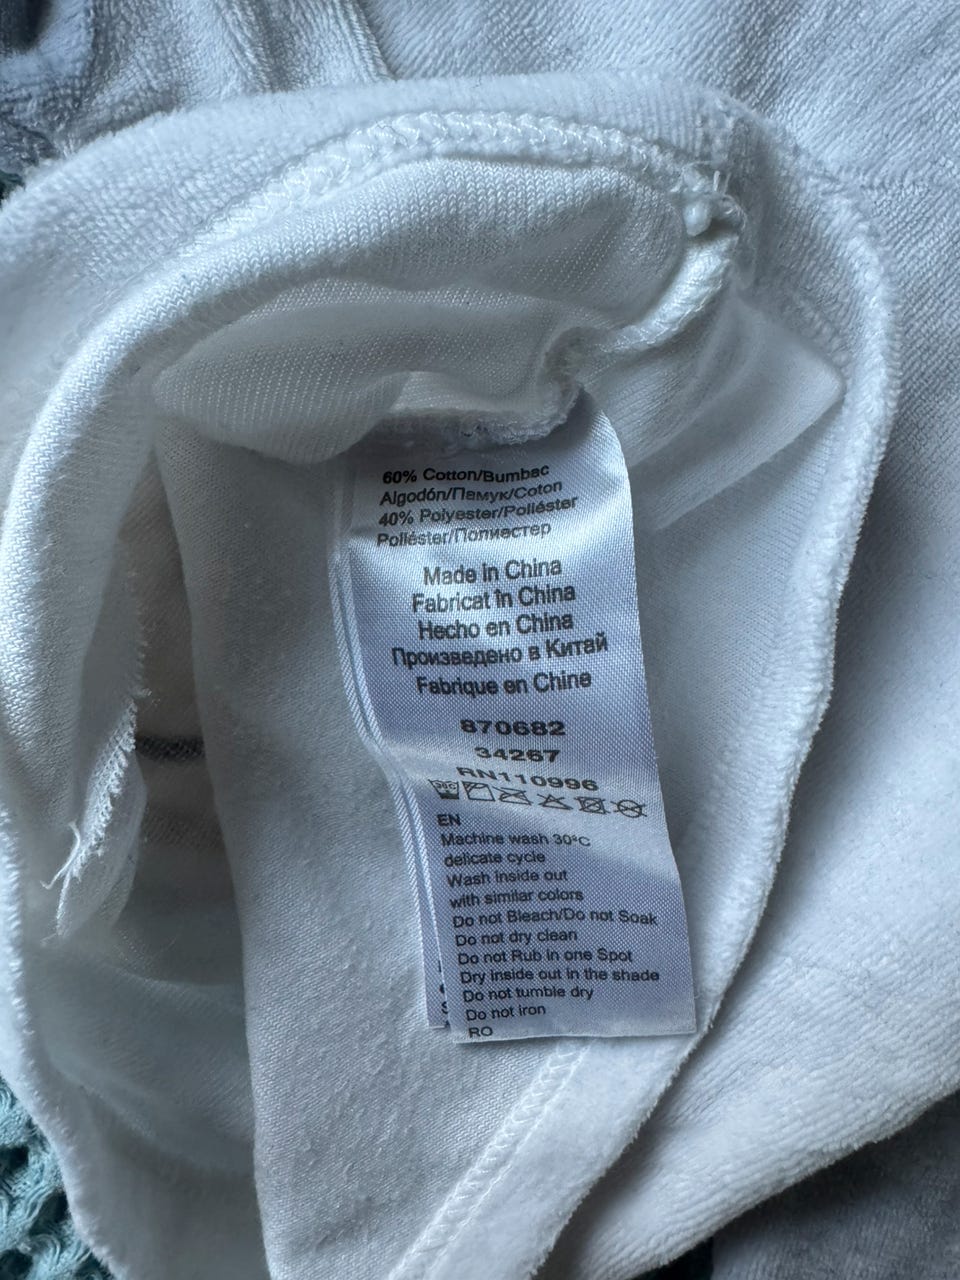 60% Cotton/Bumbac
Algodón/Памук/Coton
40% Polyester/Poliéster
Poliéster/Полиестер
Made in China
Fabricat în China
Hecho en China
Произведено в Китай
Fabrique en Chine
870682
34267
RN110996
30°C
EN
Machine wash 30°C
delicate cycle
Wash inside out
with similar colors
Do not Bleach/Do not Soak
Do not dry clean
Do not Rub in one Spot
Dry inside out in the shade
Do not tumble dry
Do not iron
RO